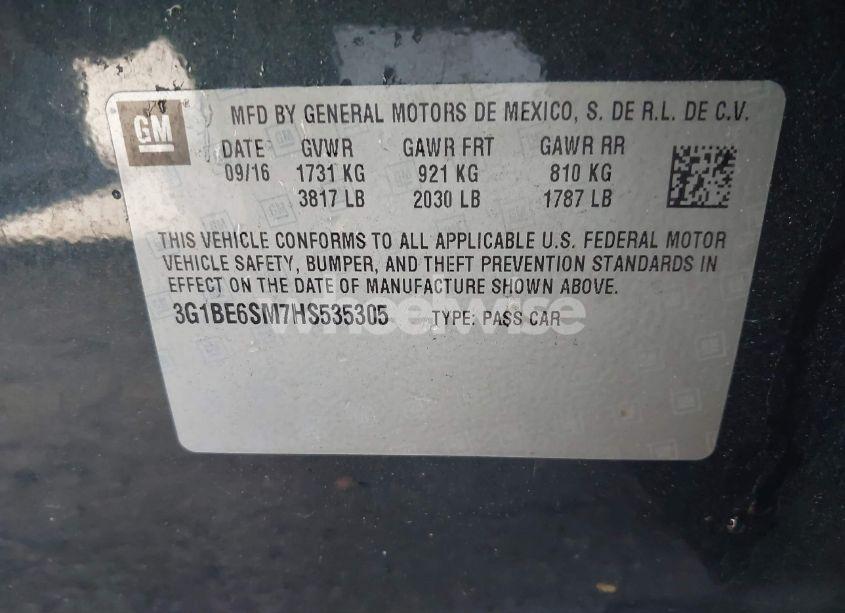 GM
MFD BY GENERAL MOTORS DE MEXICO, S. DE R.L. DE C.V.
DATE GVWR GAWR FRT GAWR RR
09/16 1731 KG 921 KG 810 KG
3817 LB 2030 LB 1787 LB
THIS VEHICLE CONFORMS TO ALL APPLICABLE U.S. FEDERAL MOTOR
VEHICLE SAFETY, BUMPER, AND THEFT PREVENTION STANDARDS IN
EFFECT ON THE DATE OF MANUFACTURE SHOWN ABOVE.
3G1BE6SM7HS535305 TYPE: PASS CAR
wheelwise